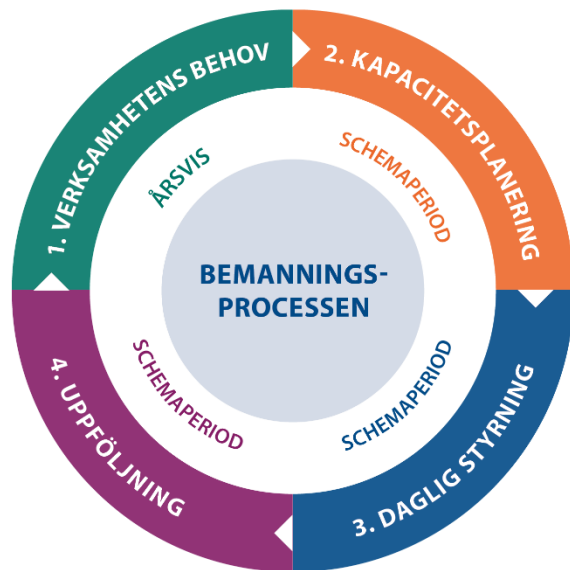 1. VERKSAMHETENS BEHOV
2. KAPACITETSPLANERING
ÅRSVIS
SCHEMAPERIOD
BEMANNINGS-
PROCESSEN
SCHEMAPERIOD
SCHEMAPERIOD
4. UPPFÖLJNING
3. DAGLIG STYRNING